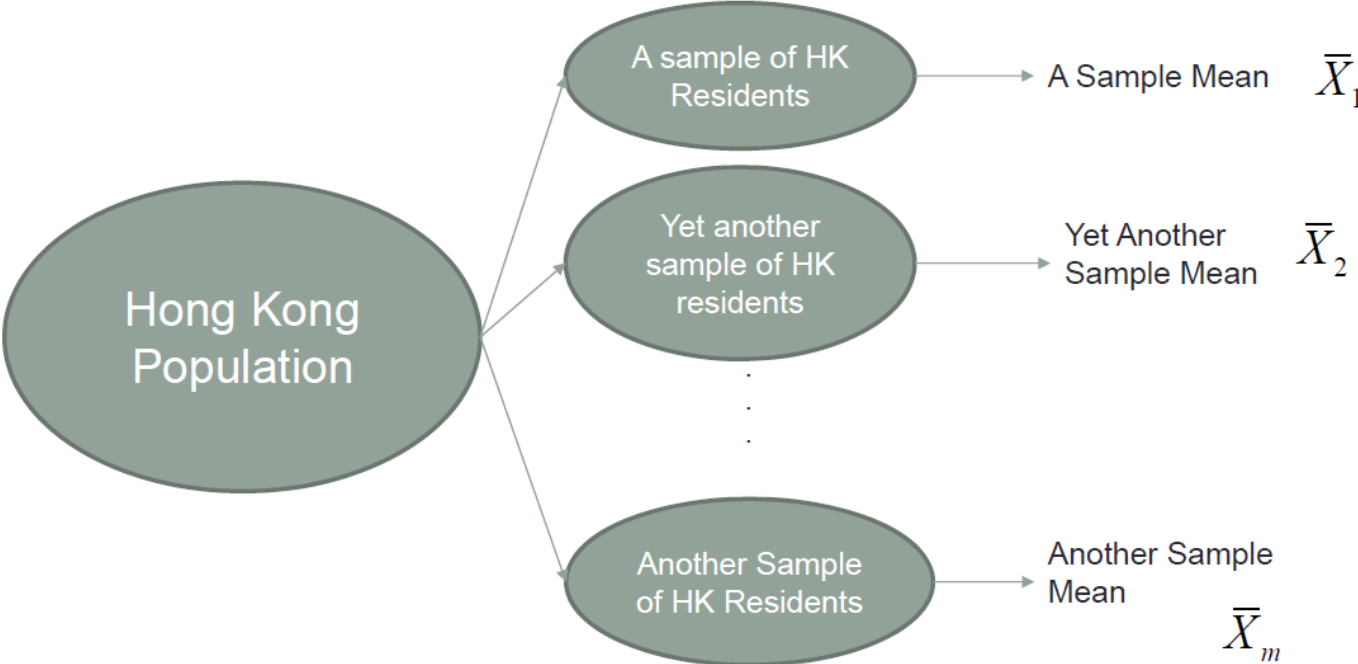 A sample of HK
Residents
A Sample Mean
X̄₁
Yet another
sample of HK
residents
Yet Another
Sample Mean
X̄₂
Hong Kong
Population
.
.
.
Another Sample
of HK Residents
Another Sample
Mean
X̄ₘ